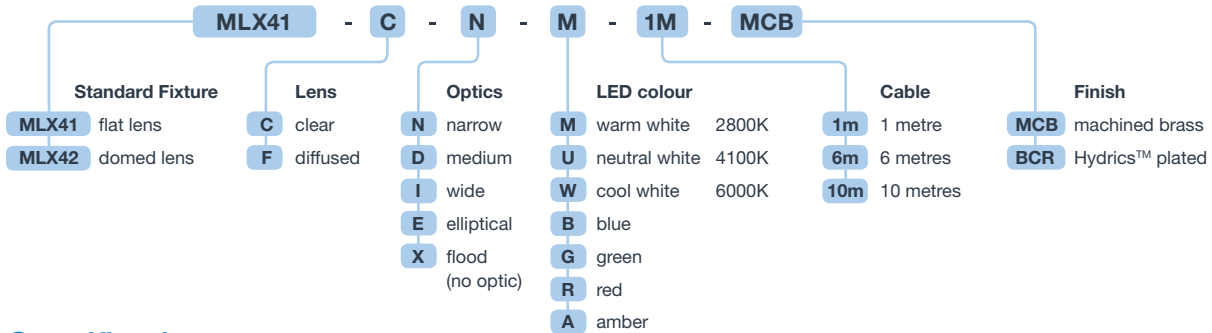 MLX41 - C - N - M - 1M - MCB
Standard Fixture
MLX41 flat lens
MLX42 domed lens
Lens
C clear
F diffused
Optics
N narrow
D medium
I wide
E elliptical
X flood
(no optic)
LED colour
M warm white 2800K
U neutral white 4100K
W cool white 6000K
B blue
G green
R red
A amber
Cable
1m 1 metre
6m 6 metres
10m 10 metres
Finish
MCB machined brass
BCR Hydrics™ plated